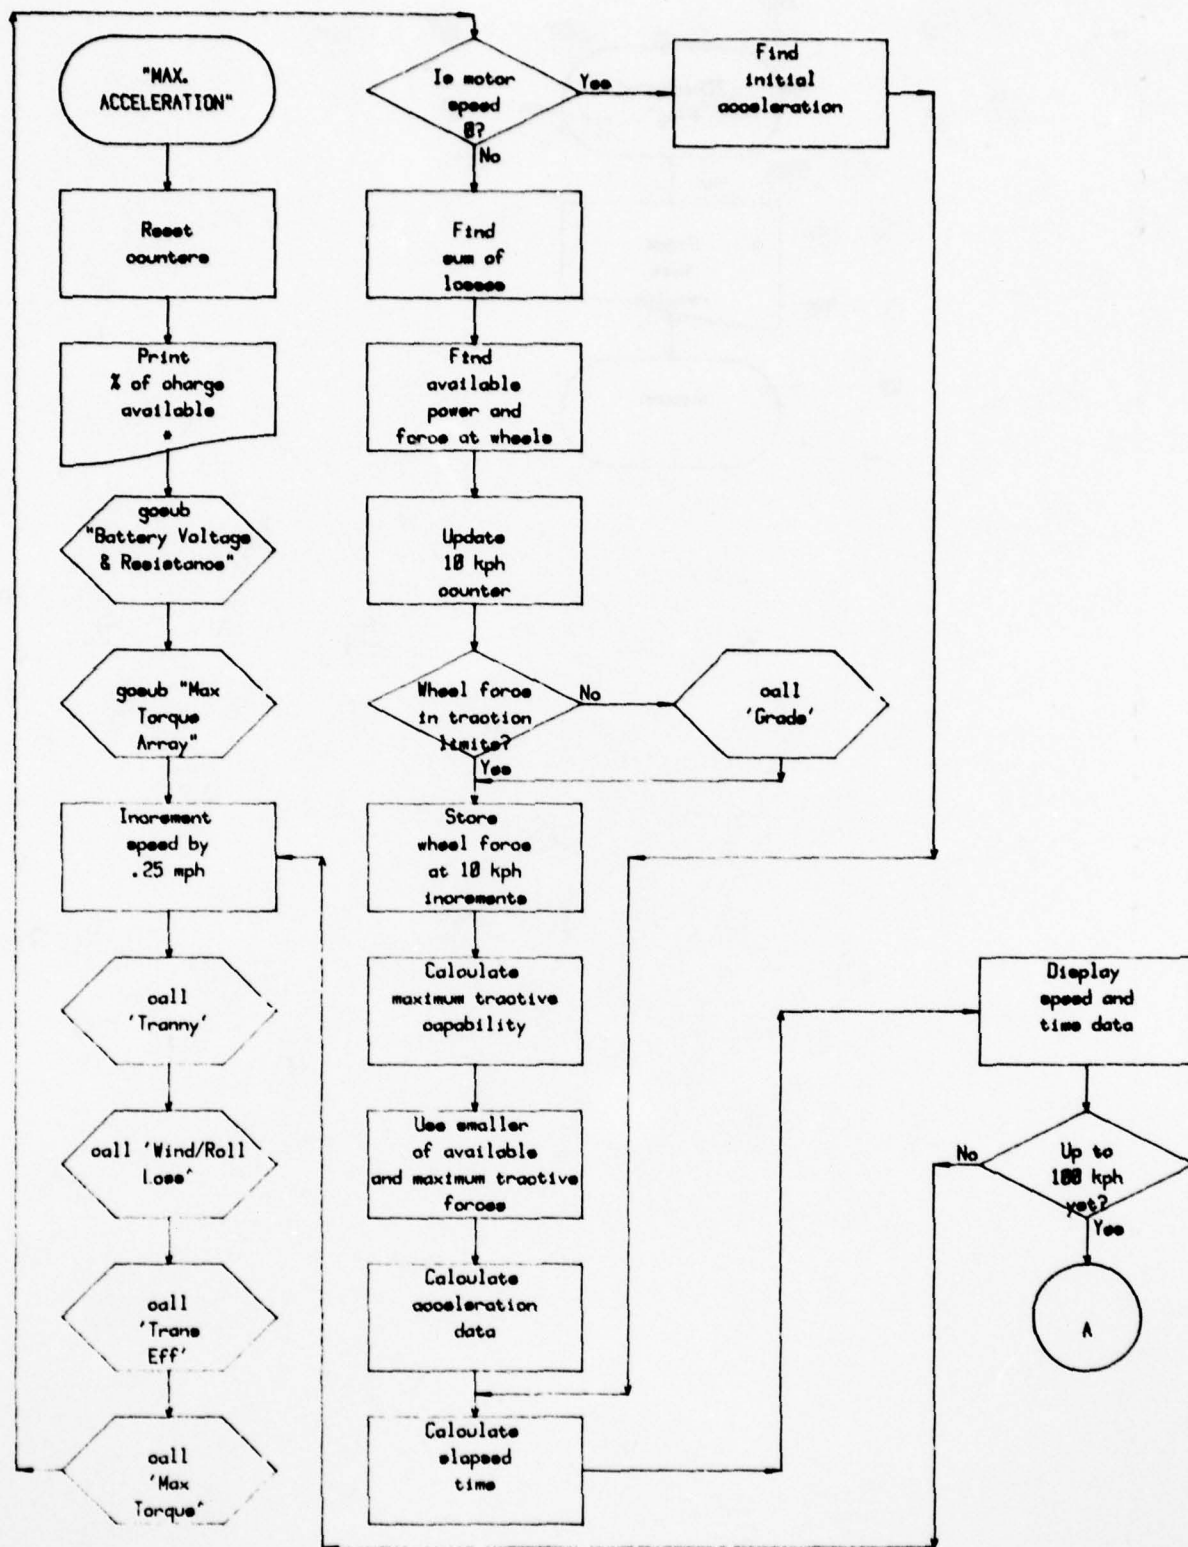 "MAX.
ACCELERATION"
Reset
counters
Print
% of charge
available
*
gosub
"Battery Voltage
& Resistance"
gosub "Max
Torque
Array"
Increment
speed by
.25 mph
call
'Tranny'
call 'Wind/Roll
Loss'
call
'Trans
Eff'
call
'Max
Torque'
Is motor
speed
0?
Yes
No
Find
initial
acceleration
Find
sum of
losses
Find
available
power and
force at wheels
Update
10 kph
counter
Wheel force
in traction
limits?
No
Yes
call
'Grade'
Store
wheel force
at 10 kph
increments
Calculate
maximum tractive
capability
Use smaller
of available
and maximum tractive
forces
Calculate
acceleration
data
Calculate
elapsed
time
Display
speed and
time data
Up to
100 kph
yet?
No
Yes
A